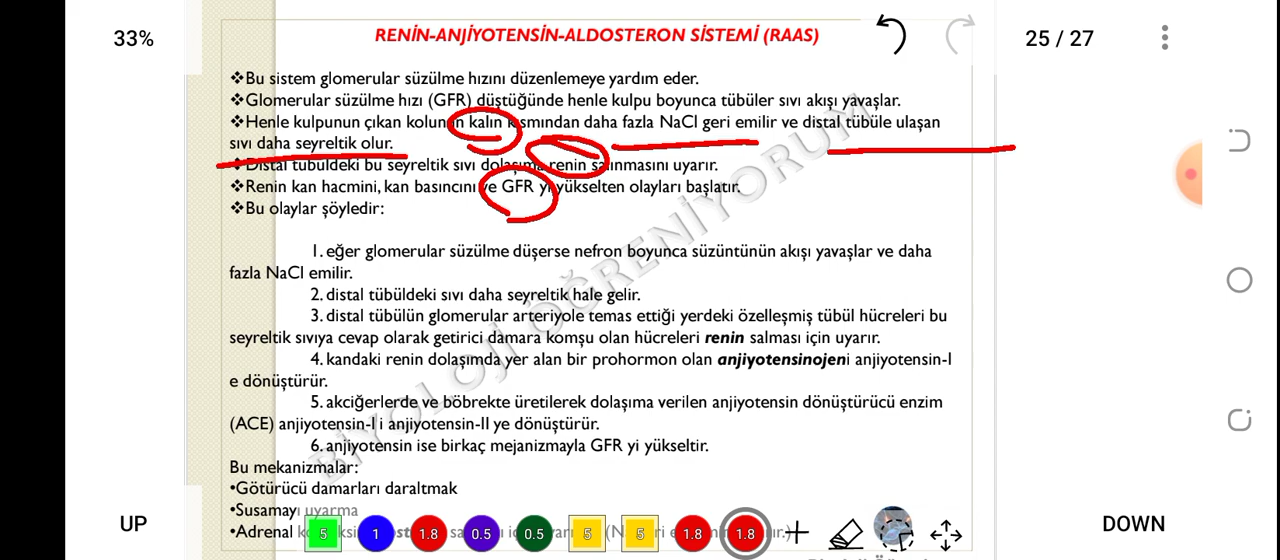 33%
RENİN-ANJİYOTENSİN-ALDOSTERON SİSTEMİ (RAAS)
25 / 27
❖Bu sistem glomerular süzülme hızını düzenlemeye yardım eder.
❖Glomerular süzülme hızı (GFR) düştüğünde henle kulpu boyunca tübüler sıvı akışı yavaşlar.
❖Henle kulpunun çıkan kolunun kalın kısmından daha fazla NaCl geri emilir ve distal tübüle ulaşan
sıvı daha seyreltik olur.
❖Distal tübüldeki bu seyreltik sıvı dolaşıma renin salınmasını uyarır.
❖Renin kan hacmini, kan basıncını ve GFR yi yükselten olayları başlatır.
❖Bu olaylar şöyledir:
1. eğer glomerular süzülme düşerse nefron boyunca süzüntünün akışı yavaşlar ve daha
fazla NaCl emilir.
2. distal tübüldeki sıvı daha seyreltik hale gelir.
3. distal tübülün glomerular arteriyole temas ettiği yerdeki özelleşmiş tübül hücreleri bu
seyreltik sıvıya cevap olarak getirici damara komşu olan hücreleri renin salması için uyarır.
4. kandaki renin dolaşımda yer alan bir prohormon olan anjiyotensinojeni anjiyotensin-I
e dönüştürür.
5. akciğerlerde ve böbrekte üretilerek dolaşıma verilen anjiyotensin dönüştürücü enzim
(ACE) anjiyotensin-I i anjiyotensin-II ye dönüştürür.
6. anjiyotensin ise birkaç mejanizmayla GFR yi yükseltir.
Bu mekanizmalar:
•Götürücü damarları daraltmak
•Susamayı uyarma
•Adrenal
BİYOLOJİ ÖĞRENİYORUM
UP
5 1 1.8 0.5 0.5 5 5 1.8 1.8
DOWN